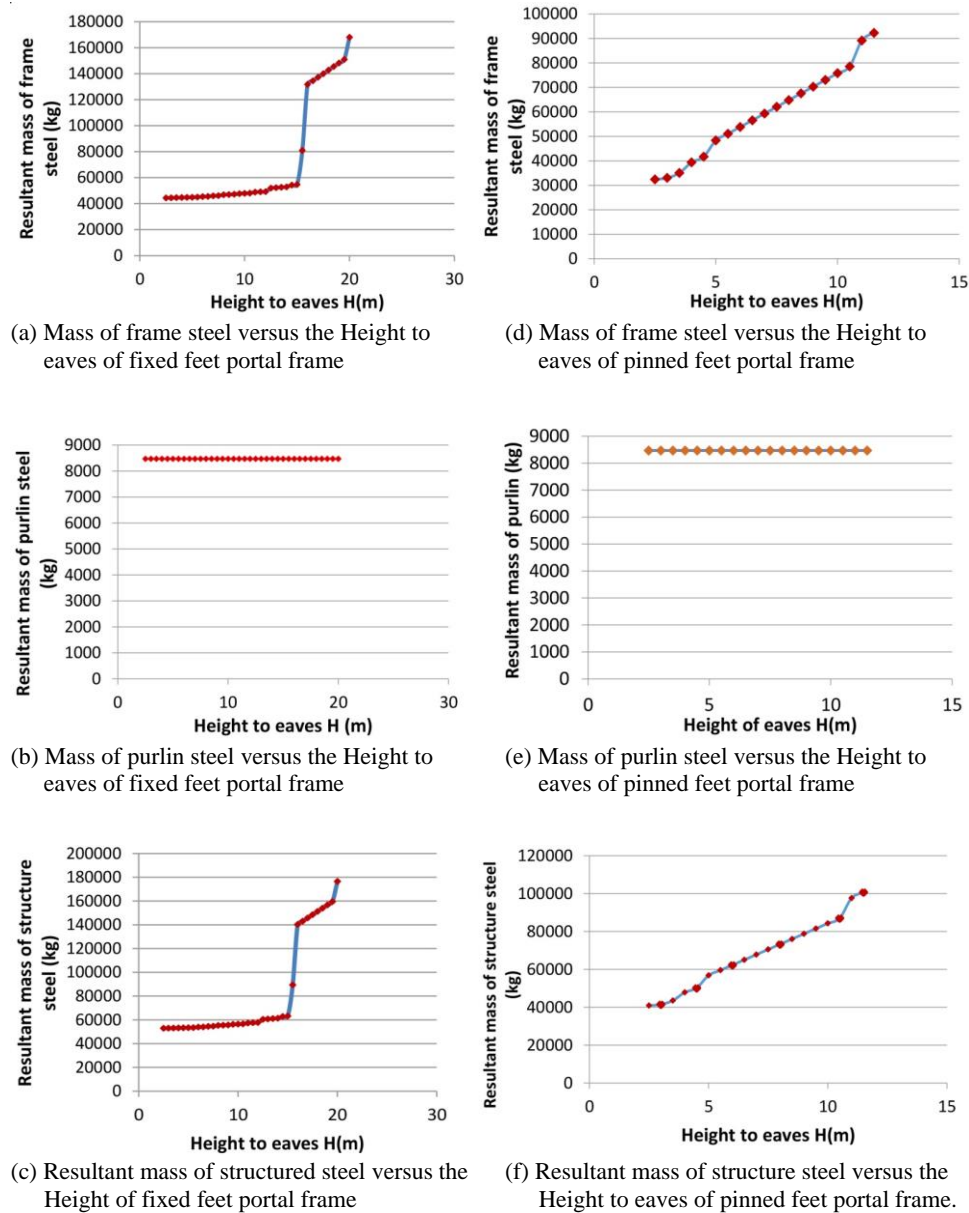 Resultant mass of frame
steel (kg)
180000
160000
140000
120000
100000
80000
60000
40000
20000
0
0 10 20 30
Height to eaves H(m)
(a) Mass of frame steel versus the Height to
eaves of fixed feet portal frame
Resultant mass of frame
steel (kg)
100000
90000
80000
70000
60000
50000
40000
30000
20000
10000
0
0 5 10 15
Height to eaves H(m)
(d) Mass of frame steel versus the Height to
eaves of pinned feet portal frame
Resultant mass of purlin steel
(kg)
9000
8000
7000
6000
5000
4000
3000
2000
1000
0
0 10 20 30
Height to eaves H (m)
(b) Mass of purlin steel versus the Height to
eaves of fixed feet portal frame
Resultant mass of purlin (kg)
9000
8000
7000
6000
5000
4000
3000
2000
1000
0
0 5 10 15
Height of eaves H(m)
(e) Mass of purlin steel versus the Height to
eaves of pinned feet portal frame
Resultant mass of structure
steel (kg)
200000
180000
160000
140000
120000
100000
80000
60000
40000
20000
0
0 10 20 30
Height to eaves H(m)
(c) Resultant mass of structured steel versus the
Height of fixed feet portal frame
Resultant mass of structure steel
(kg)
120000
100000
80000
60000
40000
20000
0
0 5 10 15
Height to eaves H(m)
(f) Resultant mass of structure steel versus the
Height to eaves of pinned feet portal frame.